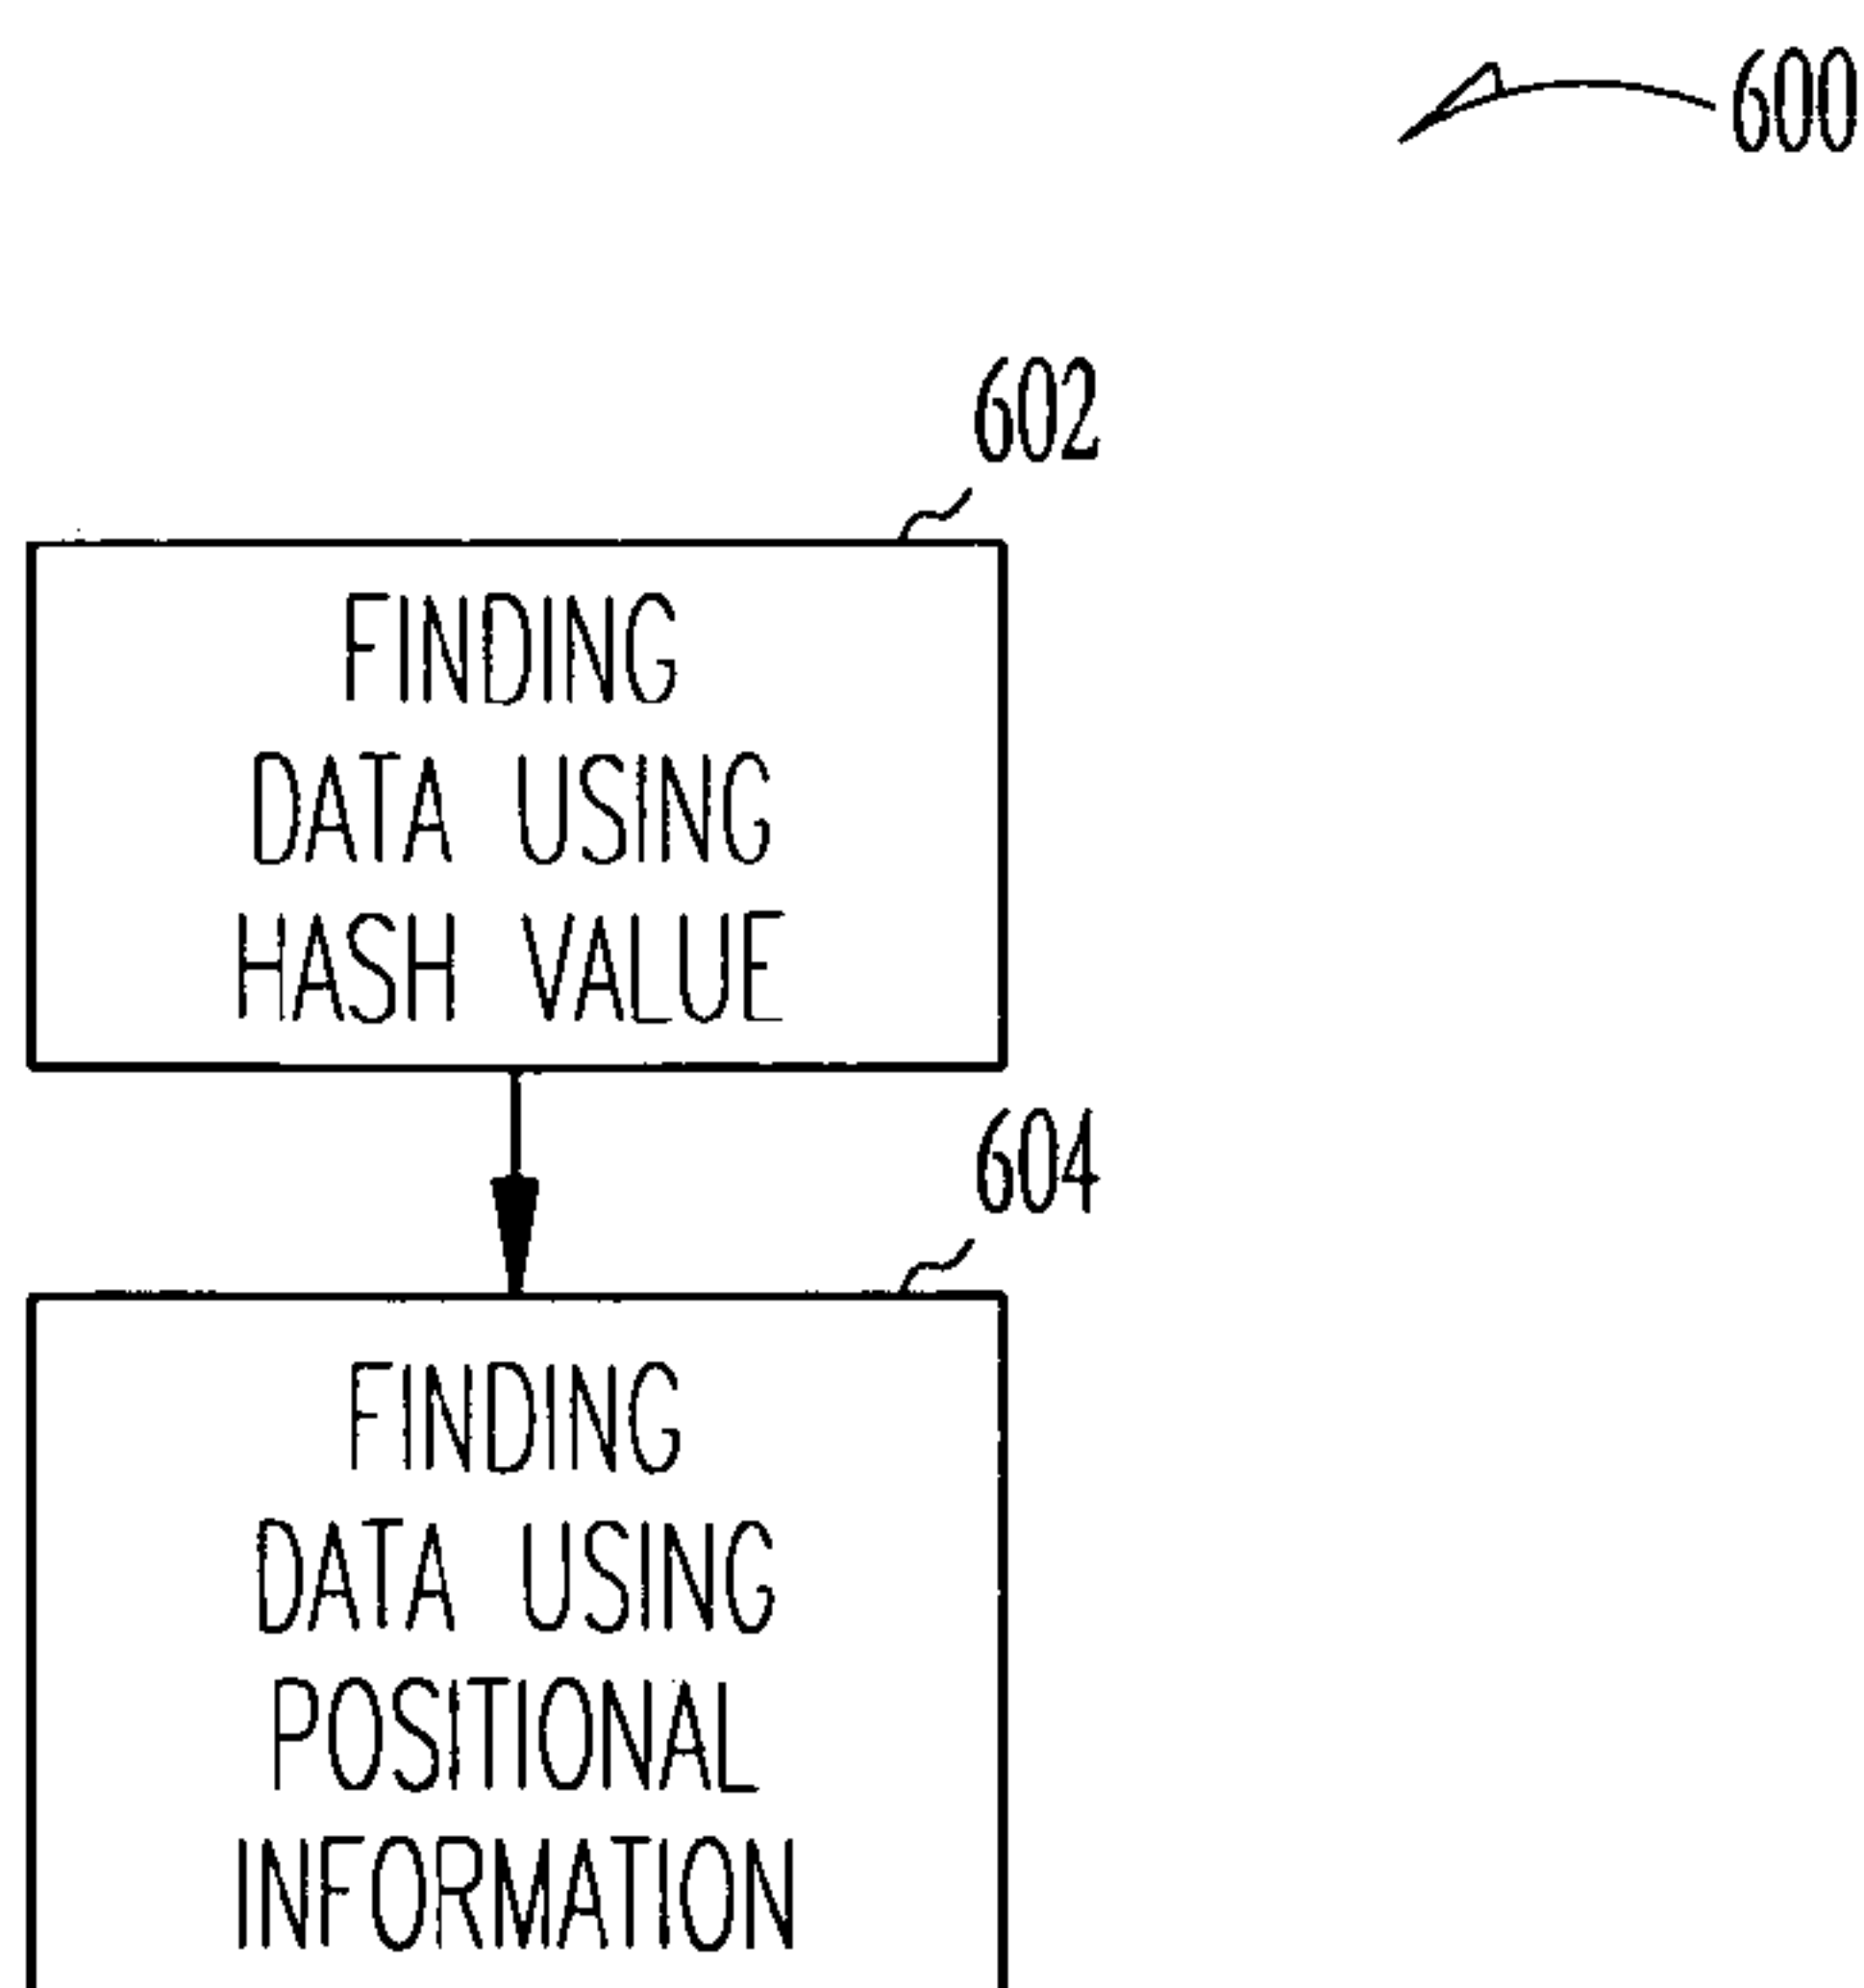 600
602
FINDING
DATA USING
HASH VALUE
604
FINDING
DATA USING
POSITIONAL
INFORMATION